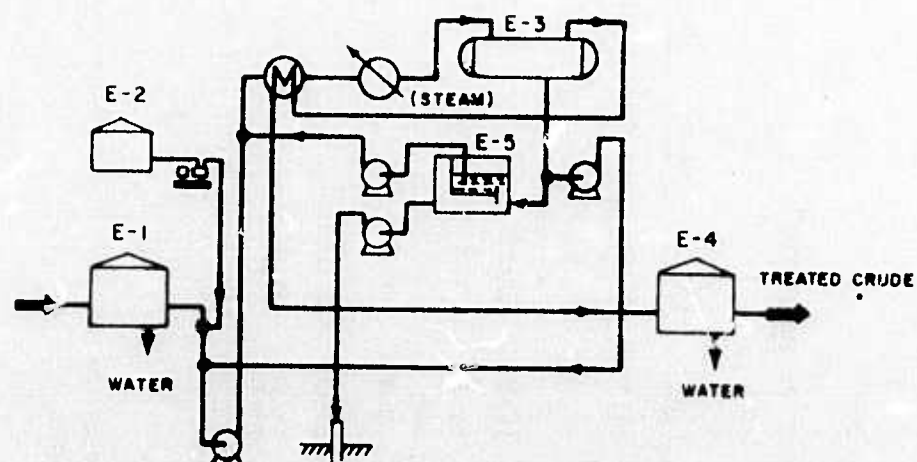 E-3
(STEAM)
E-2
E-5
E-1
E-4
TREATED CRUDE
WATER
WATER